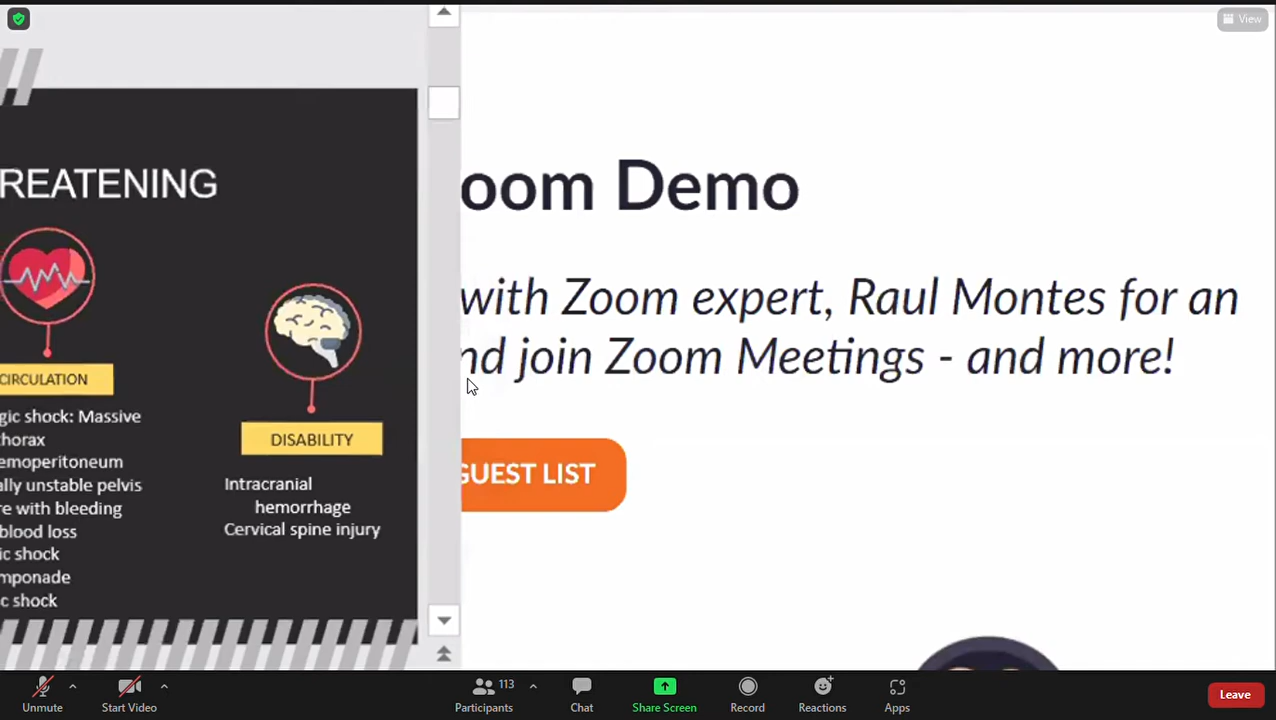 View
REATENING
CIRCULATION
gic shock: Massive
thorax
emoperitoneum
ally unstable pelvis
re with bleeding
blood loss
ic shock
mponade
c shock
DISABILITY
Intracranial
hemorrhage
Cervical spine injury
oom Demo
with Zoom expert, Raul Montes for an
nd join Zoom Meetings - and more!
GUEST LIST
Unmute
Start Video
113
Participants
Chat
Share Screen
Record
Reactions
Apps
Leave